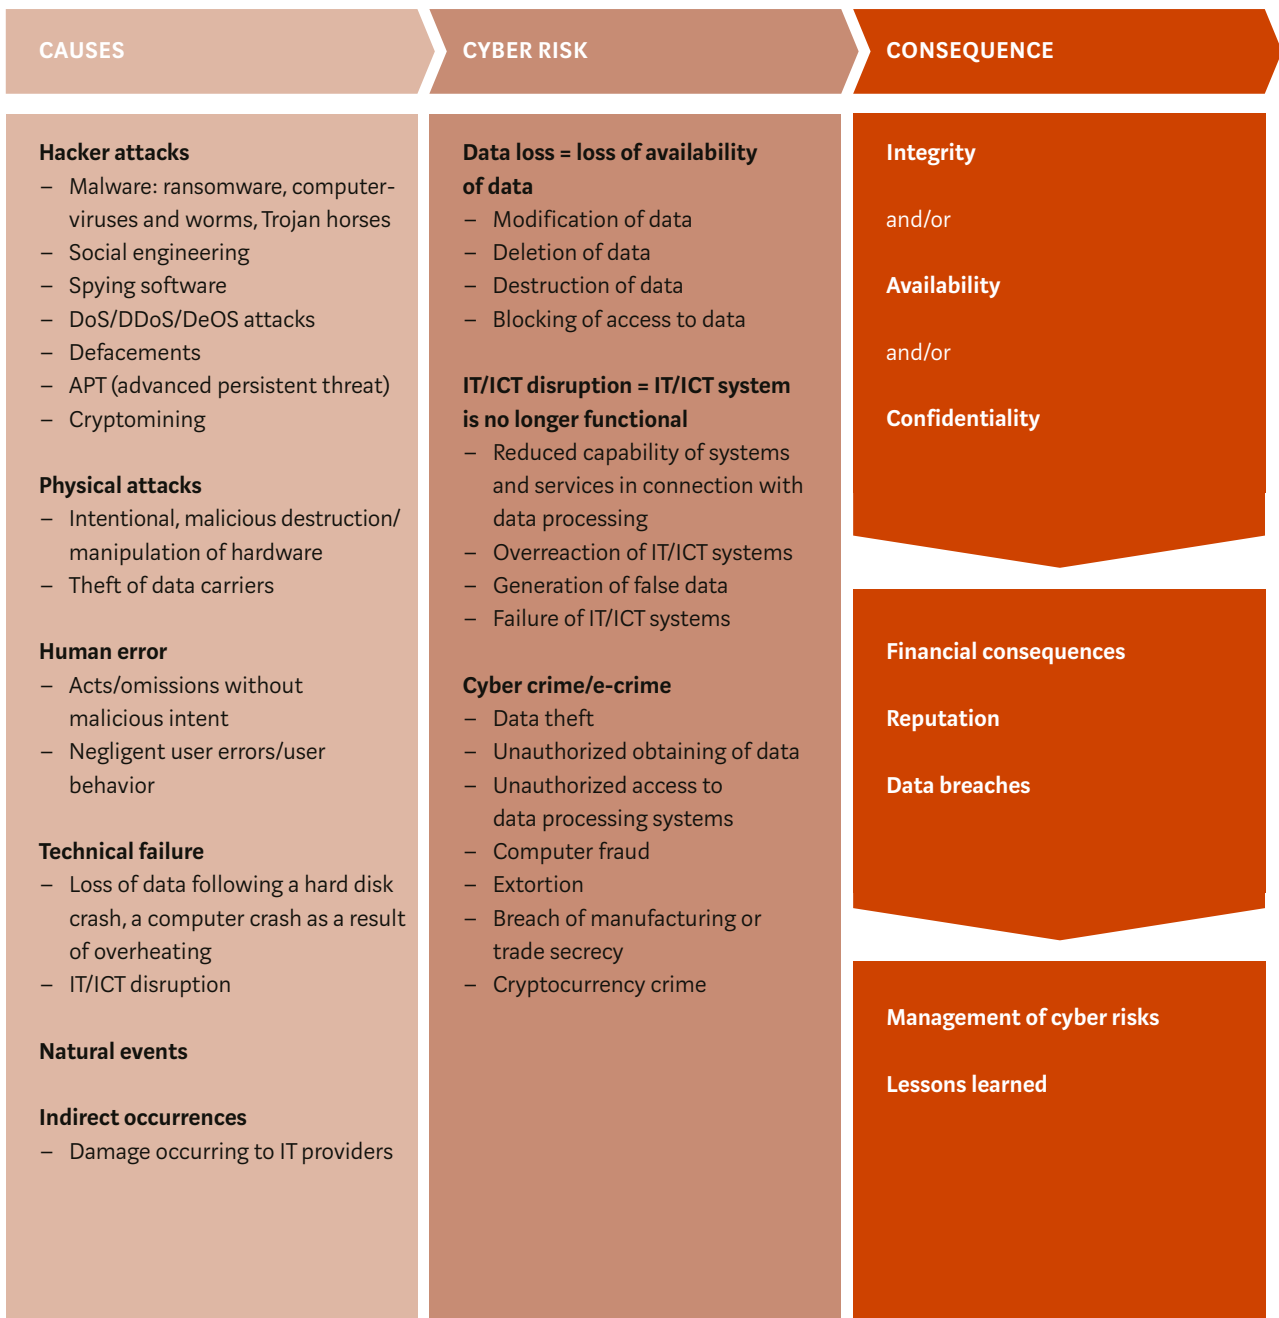 CAUSES
Hacker attacks
– Malware: ransomware, computer-
viruses and worms, Trojan horses
– Social engineering
– Spying software
– DoS/DDoS/DeOS attacks
– Defacements
– APT (advanced persistent threat)
– Cryptomining
Physical attacks
– Intentional, malicious destruction/
manipulation of hardware
– Theft of data carriers
Human error
– Acts/omissions without
malicious intent
– Negligent user errors/user
behavior
Technical failure
– Loss of data following a hard disk
crash, a computer crash as a result
of overheating
– IT/ICT disruption
Natural events
Indirect occurrences
– Damage occurring to IT providers
CYBER RISK
Data loss = loss of availability
of data
– Modification of data
– Deletion of data
– Destruction of data
– Blocking of access to data
IT/ICT disruption = IT/ICT system
is no longer functional
– Reduced capability of systems
and services in connection with
data processing
– Overreaction of IT/ICT systems
– Generation of false data
– Failure of IT/ICT systems
Cyber crime/e-crime
– Data theft
– Unauthorized obtaining of data
– Unauthorized access to
data processing systems
– Computer fraud
– Extortion
– Breach of manufacturing or
trade secrecy
– Cryptocurrency crime
CONSEQUENCE
Integrity
and/or
Availability
and/or
Confidentiality
Financial consequences
Reputation
Data breaches
Management of cyber risks
Lessons learned